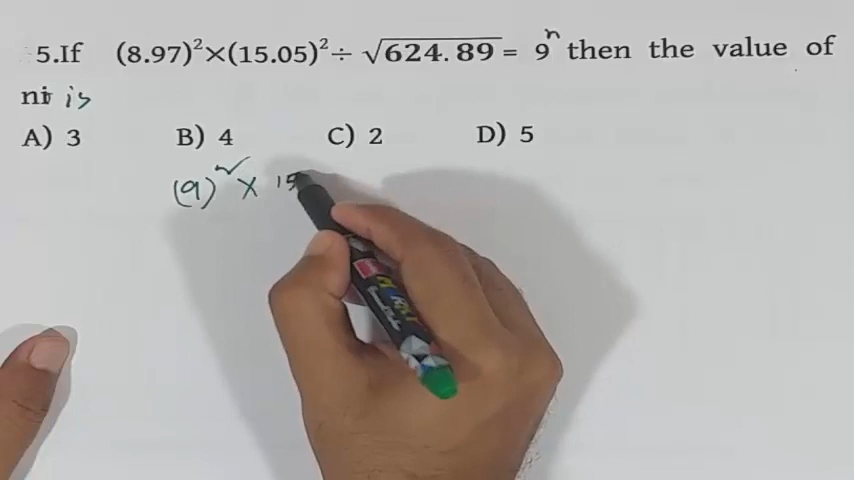 5.If (8.97)²×(15.05)²÷ √624.89 = 9ⁿ then the value of
ni is
A) 3 B) 4 C) 2 D) 5
(9)² × 15